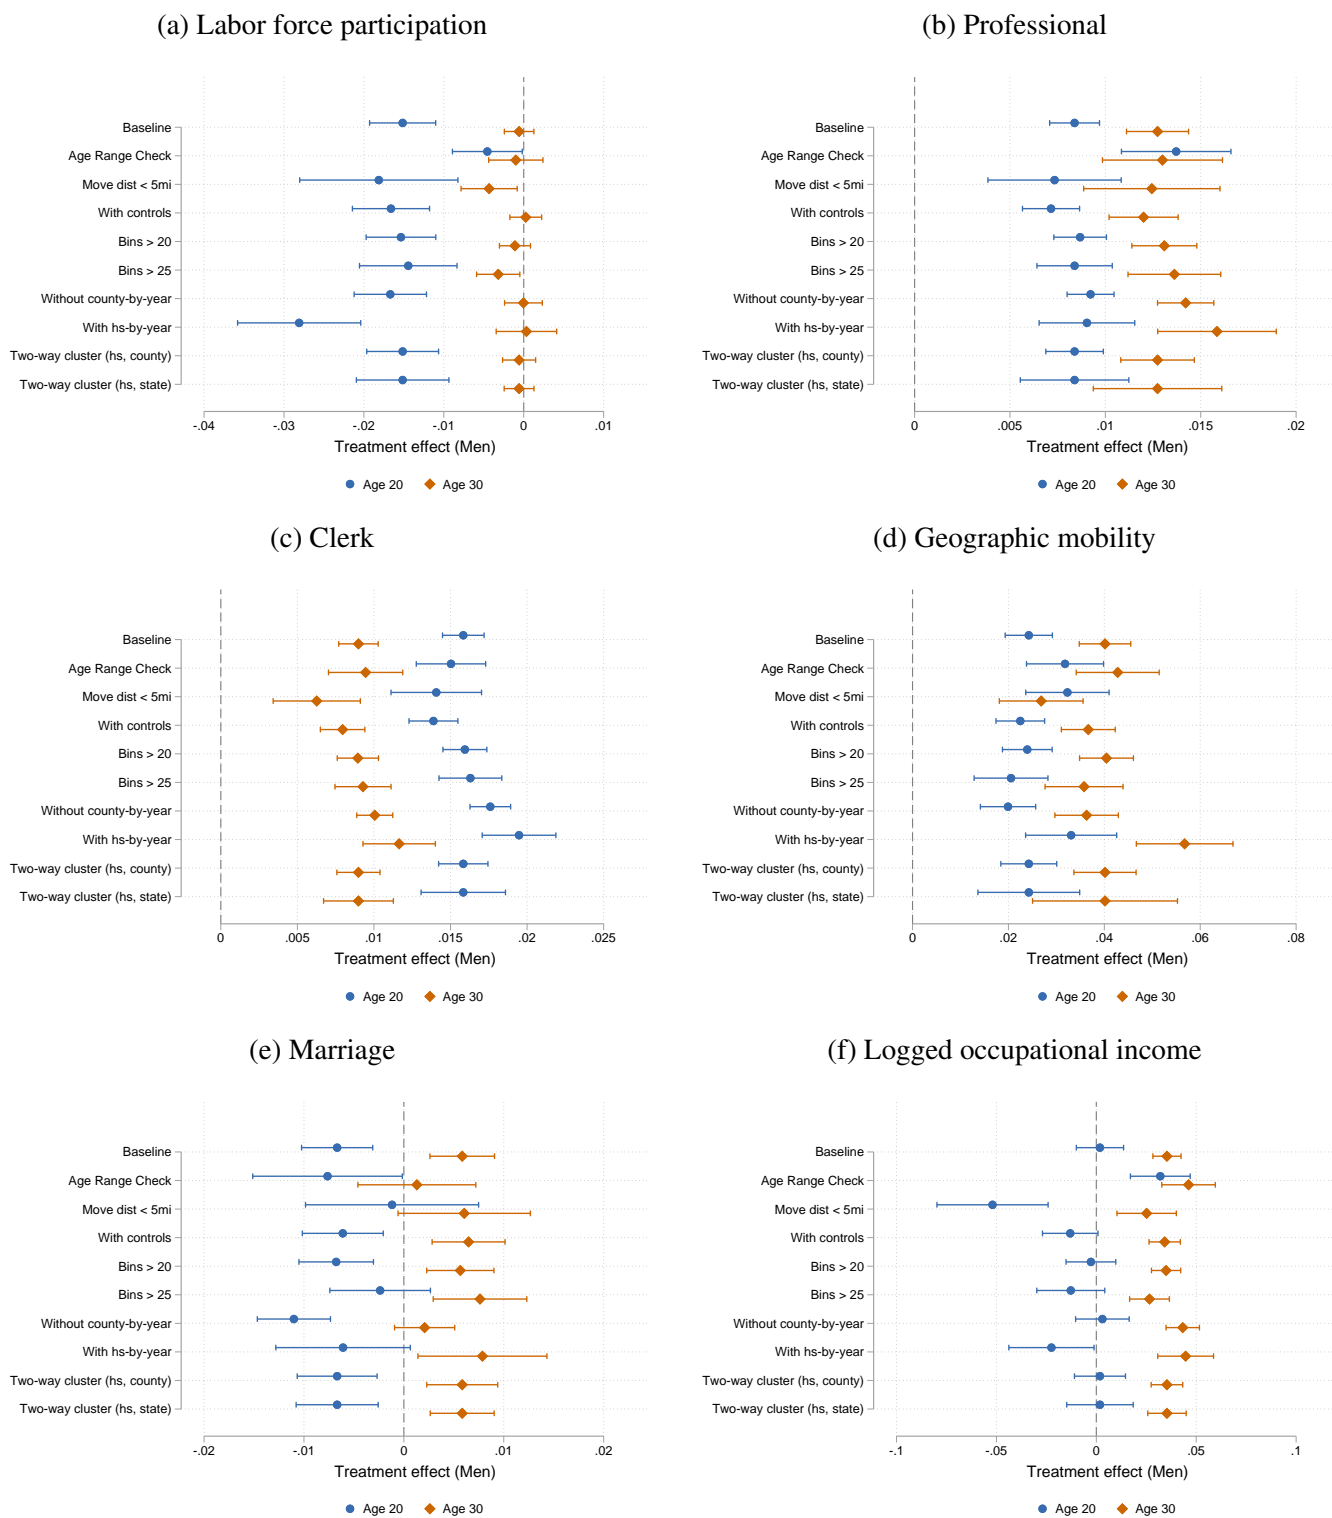 (a) Labor force participation
Baseline
Age Range Check
Move dist < 5mi
With controls
Bins > 20
Bins > 25
Without county-by-year
With hs-by-year
Two-way cluster (hs, county)
Two-way cluster (hs, state)
-.04 -.03 -.02 -.01 0 .01
Treatment effect (Men)
Age 20 Age 30
(b) Professional
Baseline
Age Range Check
Move dist < 5mi
With controls
Bins > 20
Bins > 25
Without county-by-year
With hs-by-year
Two-way cluster (hs, county)
Two-way cluster (hs, state)
0 .005 .01 .015 .02
Treatment effect (Men)
Age 20 Age 30
(c) Clerk
Baseline
Age Range Check
Move dist < 5mi
With controls
Bins > 20
Bins > 25
Without county-by-year
With hs-by-year
Two-way cluster (hs, county)
Two-way cluster (hs, state)
0 .005 .01 .015 .02 .025
Treatment effect (Men)
Age 20 Age 30
(d) Geographic mobility
Baseline
Age Range Check
Move dist < 5mi
With controls
Bins > 20
Bins > 25
Without county-by-year
With hs-by-year
Two-way cluster (hs, county)
Two-way cluster (hs, state)
0 .02 .04 .06 .08
Treatment effect (Men)
Age 20 Age 30
(e) Marriage
Baseline
Age Range Check
Move dist < 5mi
With controls
Bins > 20
Bins > 25
Without county-by-year
With hs-by-year
Two-way cluster (hs, county)
Two-way cluster (hs, state)
-.02 -.01 0 .01 .02
Treatment effect (Men)
Age 20 Age 30
(f) Logged occupational income
Baseline
Age Range Check
Move dist < 5mi
With controls
Bins > 20
Bins > 25
Without county-by-year
With hs-by-year
Two-way cluster (hs, county)
Two-way cluster (hs, state)
-.1 -.05 0 .05 .1
Treatment effect (Men)
Age 20 Age 30